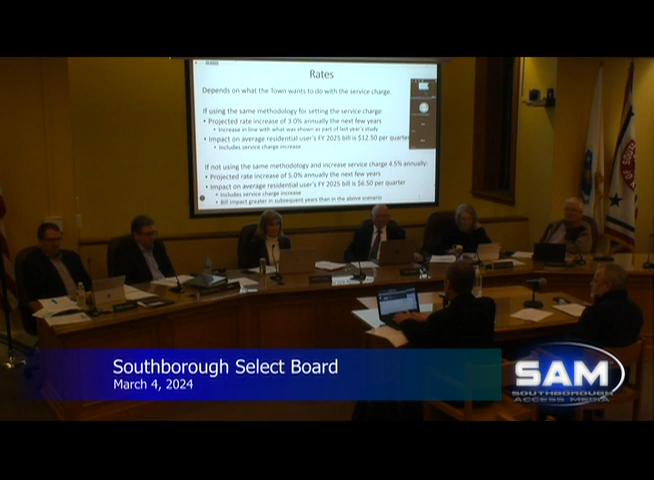 Rates
Depends on what the Town wants to do with the service charge.
If using the same methodology for setting the service charge:
• Projected rate increase of 3.0% annually the next few years
• Increase in line with what was shown as part of last year's study
• Impact on average residential user's FY 2025 bill is $12.50 per quarter
• Includes service charge increase
If not using the same methodology and increase service charge 4.5% annually:
• Projected rate increase of 5.0% annually the next few years
• Impact on average residential user's FY 2025 bill is $6.50 per quarter
• Includes service charge increase
• Bill impact greater in subsequent years than in the above scenario
Southborough Select Board
March 4, 2024
SAM
SOUTHBOROUGH
ACCESS MEDIA